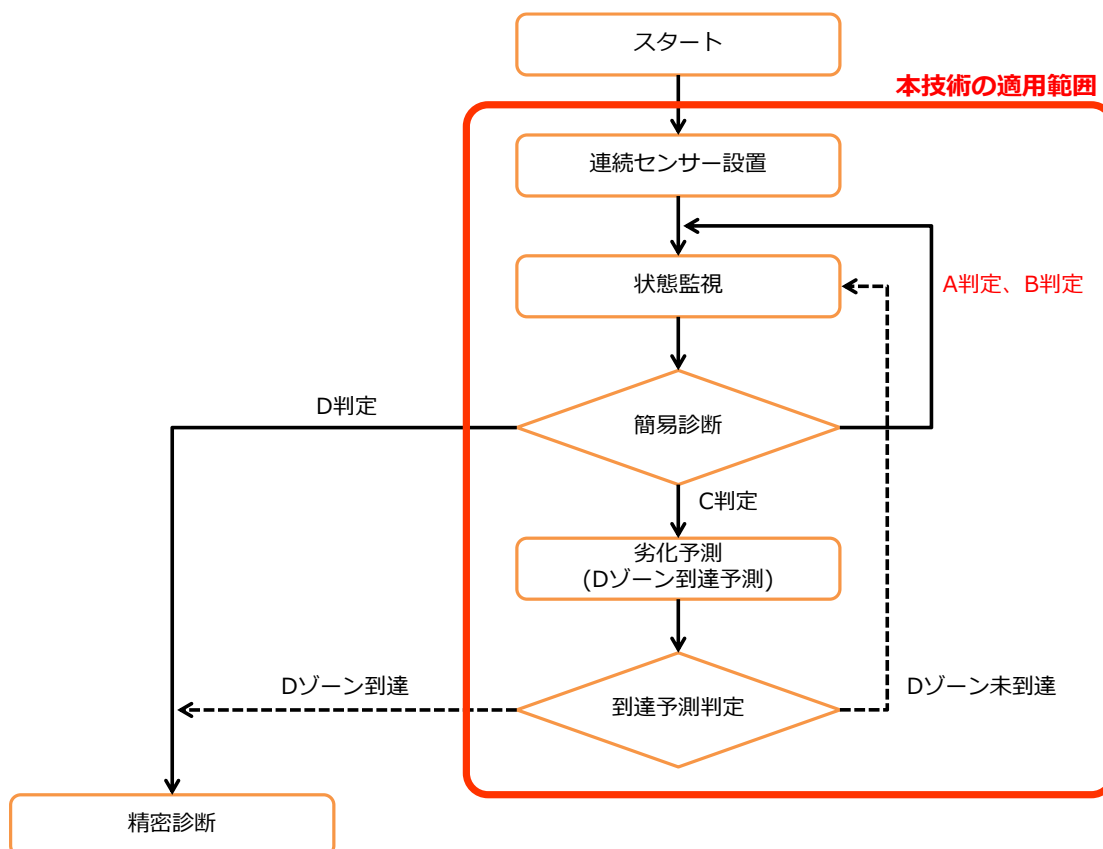 スタート
本技術の適用範囲
連続センサー設置
状態監視
A判定、B判定
D判定
簡易診断
C判定
劣化予測
(Dゾーン到達予測)
Dゾーン到達
到達予測判定
Dゾーン未到達
精密診断